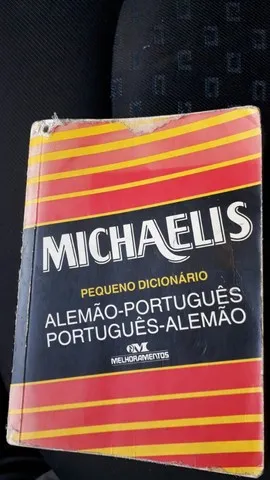 MICHAELIS
PEQUENO DICIONÁRIO
ALEMÃO-PORTUGUÊS
PORTUGUÊS-ALEMÃO
MELHORAMENTOS